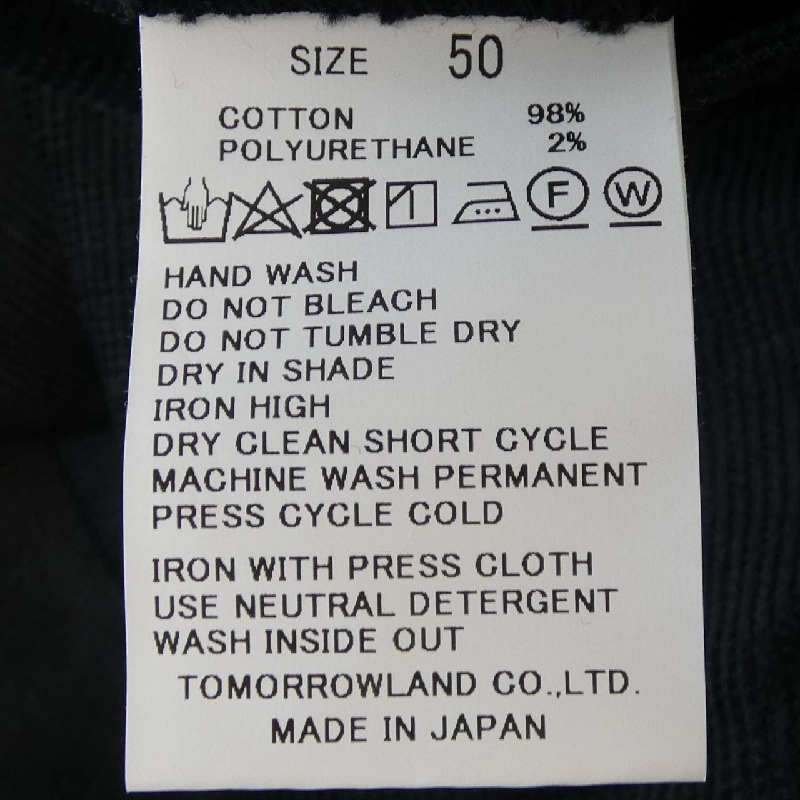 SIZE 50
COTTON 98%
POLYURETHANE 2%
F W
HAND WASH
DO NOT BLEACH
DO NOT TUMBLE DRY
DRY IN SHADE
IRON HIGH
DRY CLEAN SHORT CYCLE
MACHINE WASH PERMANENT
PRESS CYCLE COLD
IRON WITH PRESS CLOTH
USE NEUTRAL DETERGENT
WASH INSIDE OUT
TOMORROWLAND CO.,LTD.
MADE IN JAPAN